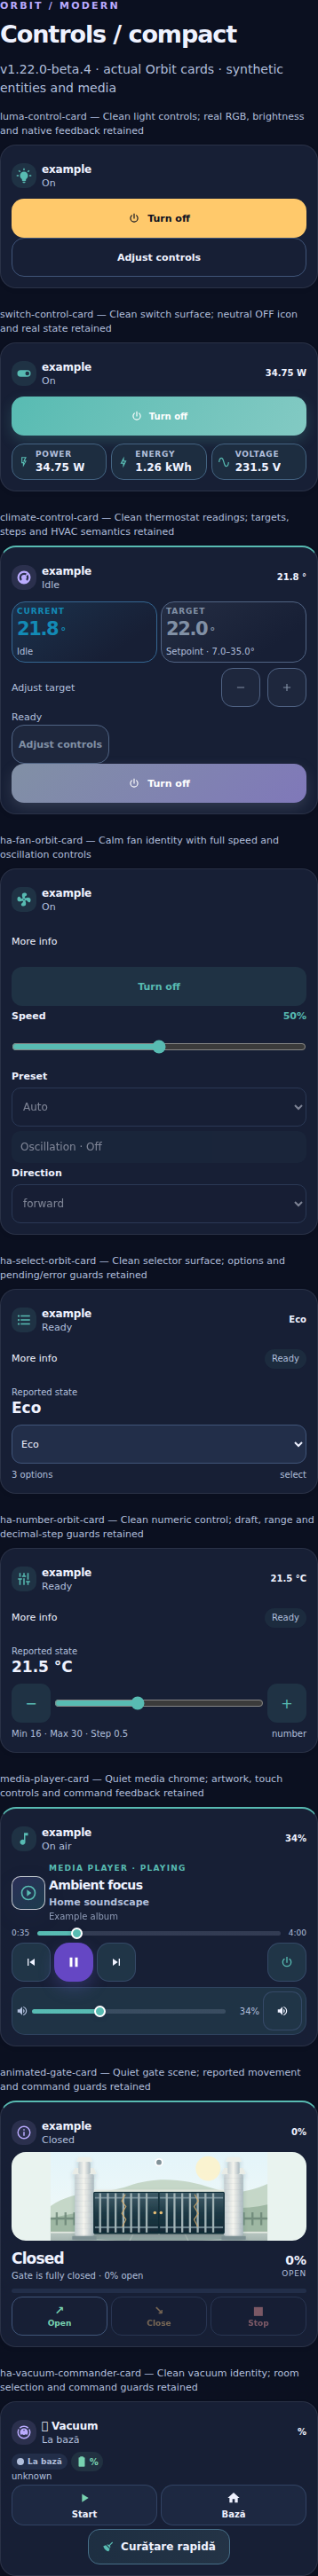 ORBIT / MODERN
Controls / compact
v1.22.0-beta.4 · actual Orbit cards · synthetic
entities and media
luma-control-card — Clean light controls; real RGB, brightness
and native feedback retained
example
On
Turn off
Adjust controls
switch-control-card — Clean switch surface; neutral OFF icon
and real state retained
example
On
34.75 W
Turn off
POWER
34.75 W
ENERGY
1.26 kWh
VOLTAGE
231.5 V
climate-control-card — Clean thermostat readings; targets,
steps and HVAC semantics retained
example
Idle
21.8 °
CURRENT
21.8 °
Idle
TARGET
22.0 °
Setpoint · 7.0–35.0°
Adjust target
− +
Ready
Adjust controls
Turn off
ha-fan-orbit-card — Calm fan identity with full speed and
oscillation controls
example
On
More info
Turn off
Speed 50%
Preset
Auto
Oscillation · Off
Direction
forward
ha-select-orbit-card — Clean selector surface; options and
pending/error guards retained
example
Ready
Eco
More info Ready
Reported state
Eco
Eco
3 options select
ha-number-orbit-card — Clean numeric control; draft, range and
decimal-step guards retained
example
Ready
21.5 °C
More info Ready
Reported state
21.5 °C
− +
Min 16 · Max 30 · Step 0.5 number
media-player-card — Quiet media chrome; artwork, touch
controls and command feedback retained
example
On air
34%
MEDIA PLAYER · PLAYING
Ambient focus
Home soundscape
Example album
0:35 4:00
34%
animated-gate-card — Quiet gate scene; reported movement
and command guards retained
example
Closed
0%
Closed
Gate is fully closed · 0% open
0%
OPEN
Open Close Stop
ha-vacuum-commander-card — Clean vacuum identity; room
selection and command guards retained
Vacuum
La bază
%
La bază %
unknown
Start Bază
Curățare rapidă